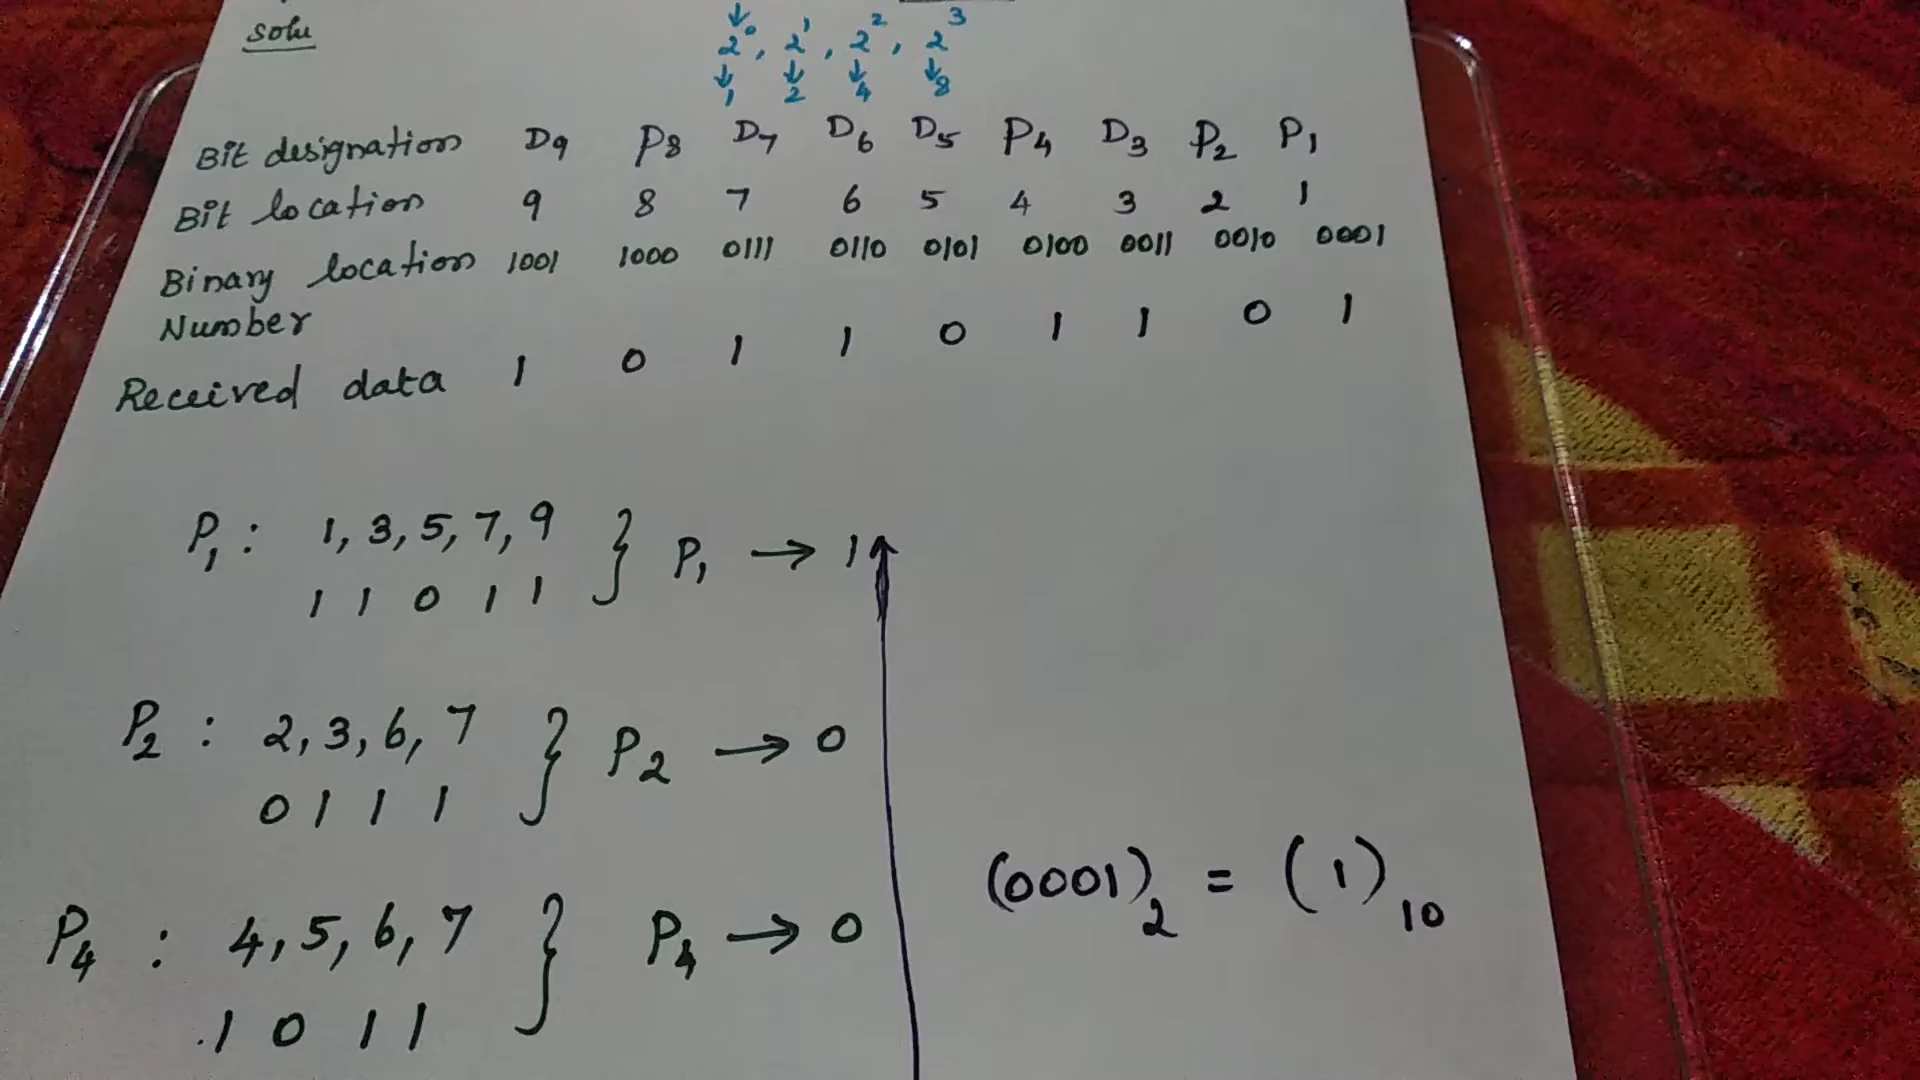 Solu
↓
2⁰, 2¹, 2², 2³
↓ ↓ ↓ ↓
1 2 4 8
Bit designation D9 P8 D7 D6 D5 P4 D3 P2 P1
Bit location 9 8 7 6 5 4 3 2 1
Binary location 1001 1000 0111 0110 0101 0100 0011 0010 0001
Number
Received data 1 0 1 1 0 1 1 0 1
P1 : 1, 3, 5, 7, 9 } P1 → 1
1 1 0 1 1
P2 : 2, 3, 6, 7 } P2 → 0
0 1 1 1
P4 : 4, 5, 6, 7 } P4 → 0
1 0 1 1
(0001)2 = (1)10